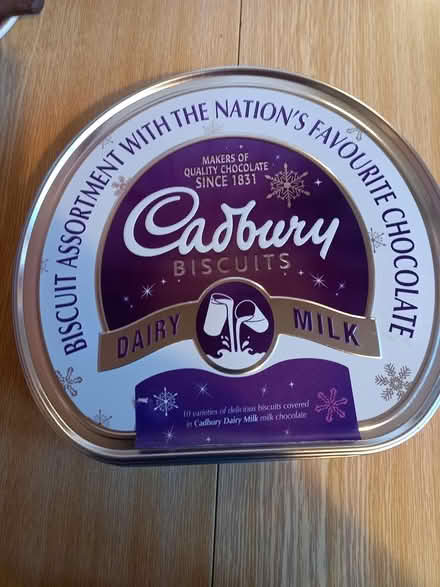 BISCUIT ASSORTMENT WITH THE NATION'S FAVOURITE CHOCOLATE
MAKERS OF
QUALITY CHOCOLATE
SINCE 1831
Cadbury
BISCUITS
DAIRY MILK
10 varieties of delicious biscuits covered
in Cadbury Dairy Milk milk chocolate